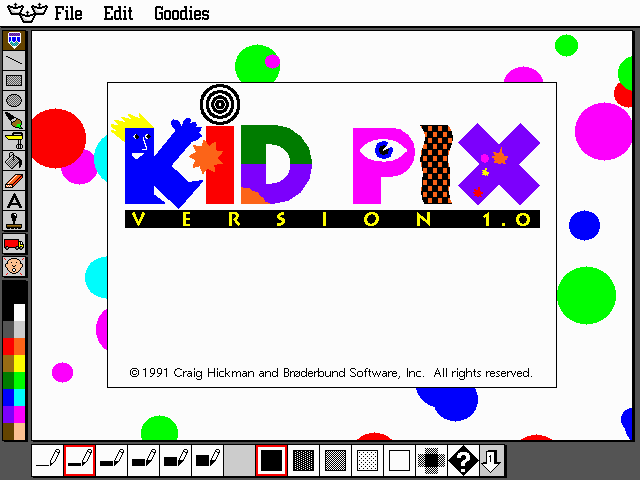 File Edit Goodies
KID PIX
VERSION 1.0
© 1991 Craig Hickman and Brøderbund Software, Inc. All rights reserved.
A
?